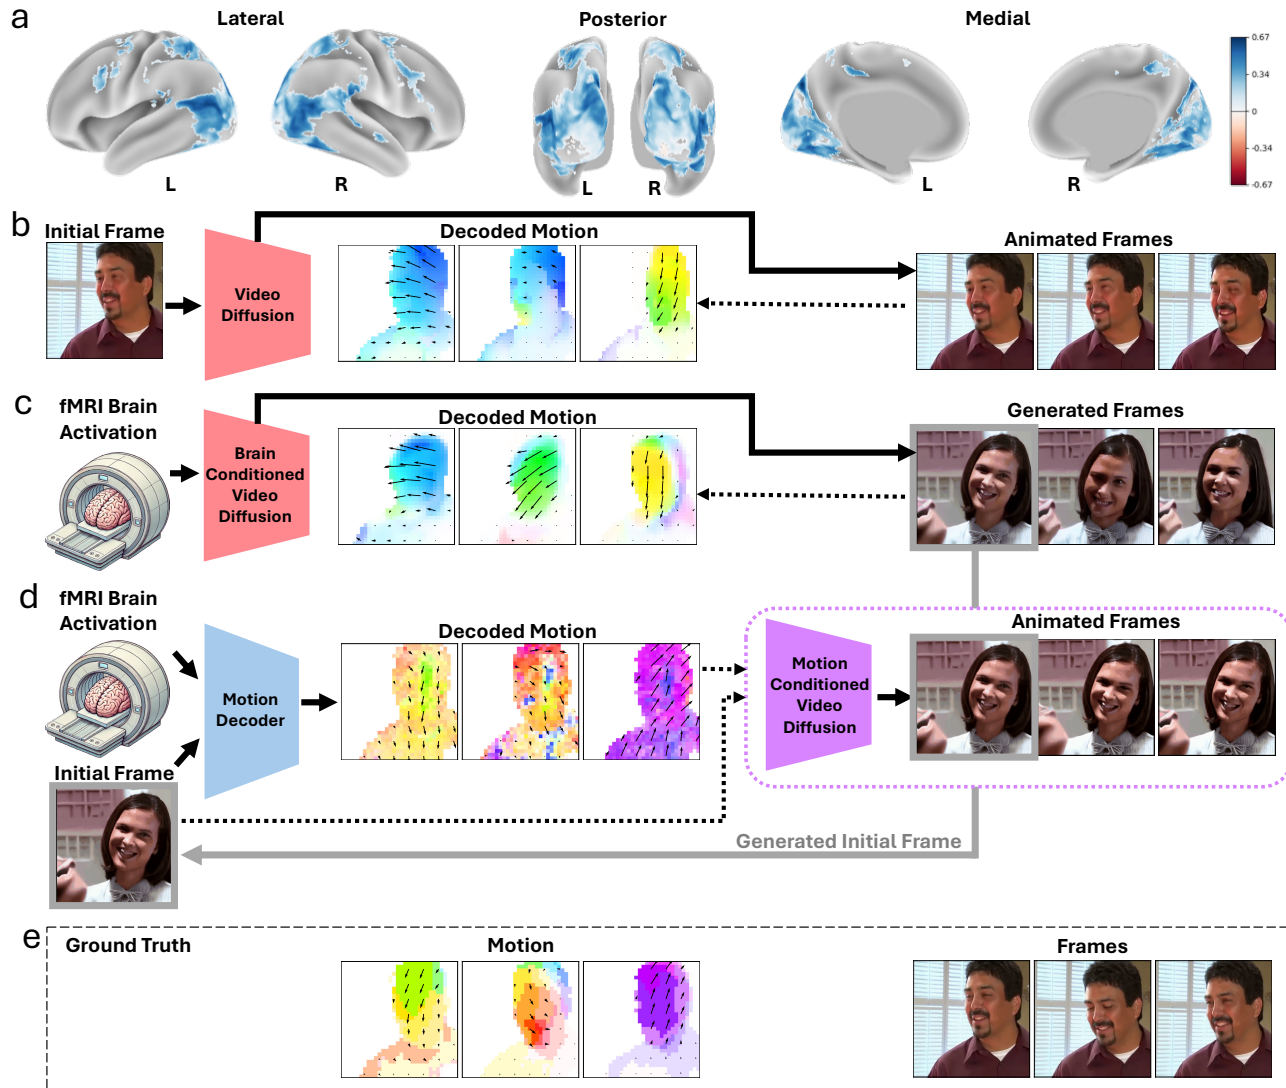 a
Lateral
Posterior
Medial
0.67
0.34
0
-0.34
-0.67
L
R
L
R
L
R
b
Initial Frame
Decoded Motion
Animated Frames
Video
Diffusion
c
fMRI Brain
Activation
Decoded Motion
Generated Frames
Brain
Conditioned
Video
Diffusion
d
fMRI Brain
Activation
Decoded Motion
Animated Frames
Motion
Decoder
Motion
Conditioned
Video
Diffusion
Initial Frame
Generated Initial Frame
e
Ground Truth
Motion
Frames